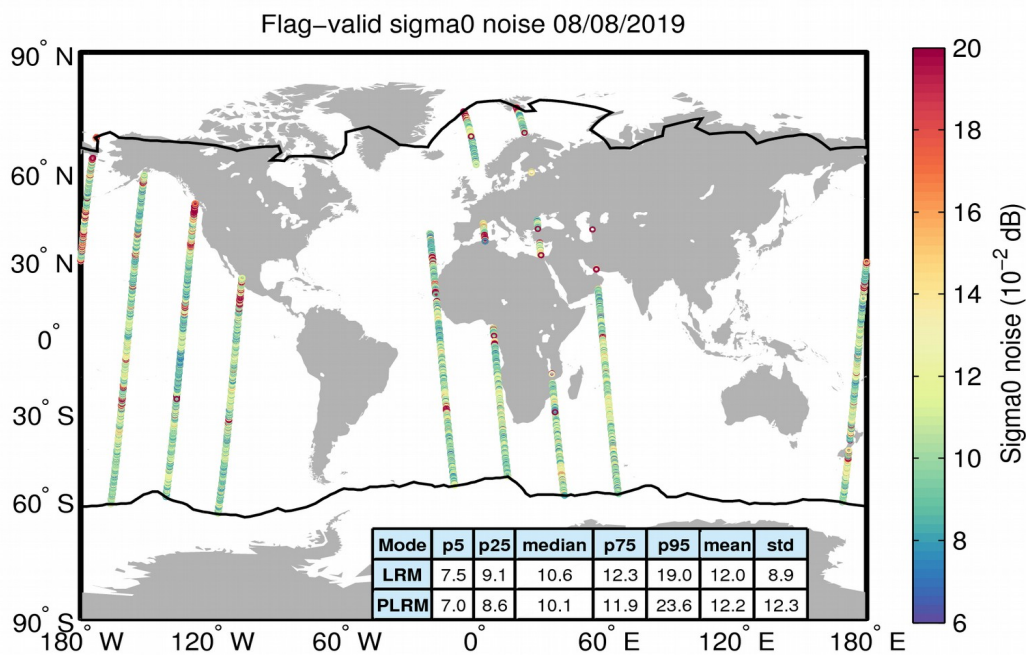 Flag−valid sigma0 noise 08/08/2019
90° N
60° N
30° N
0°
30° S
60° S
90° S
180° W
120° W
60° W
0°
60° E
120° E
180° E
Mode p5 p25 median p75 p95 mean std
LRM 7.5 9.1 10.6 12.3 19.0 12.0 8.9
PLRM 7.0 8.6 10.1 11.9 23.6 12.2 12.3
20
18
16
14
12
10
8
6
Sigma0 noise (10⁻² dB)